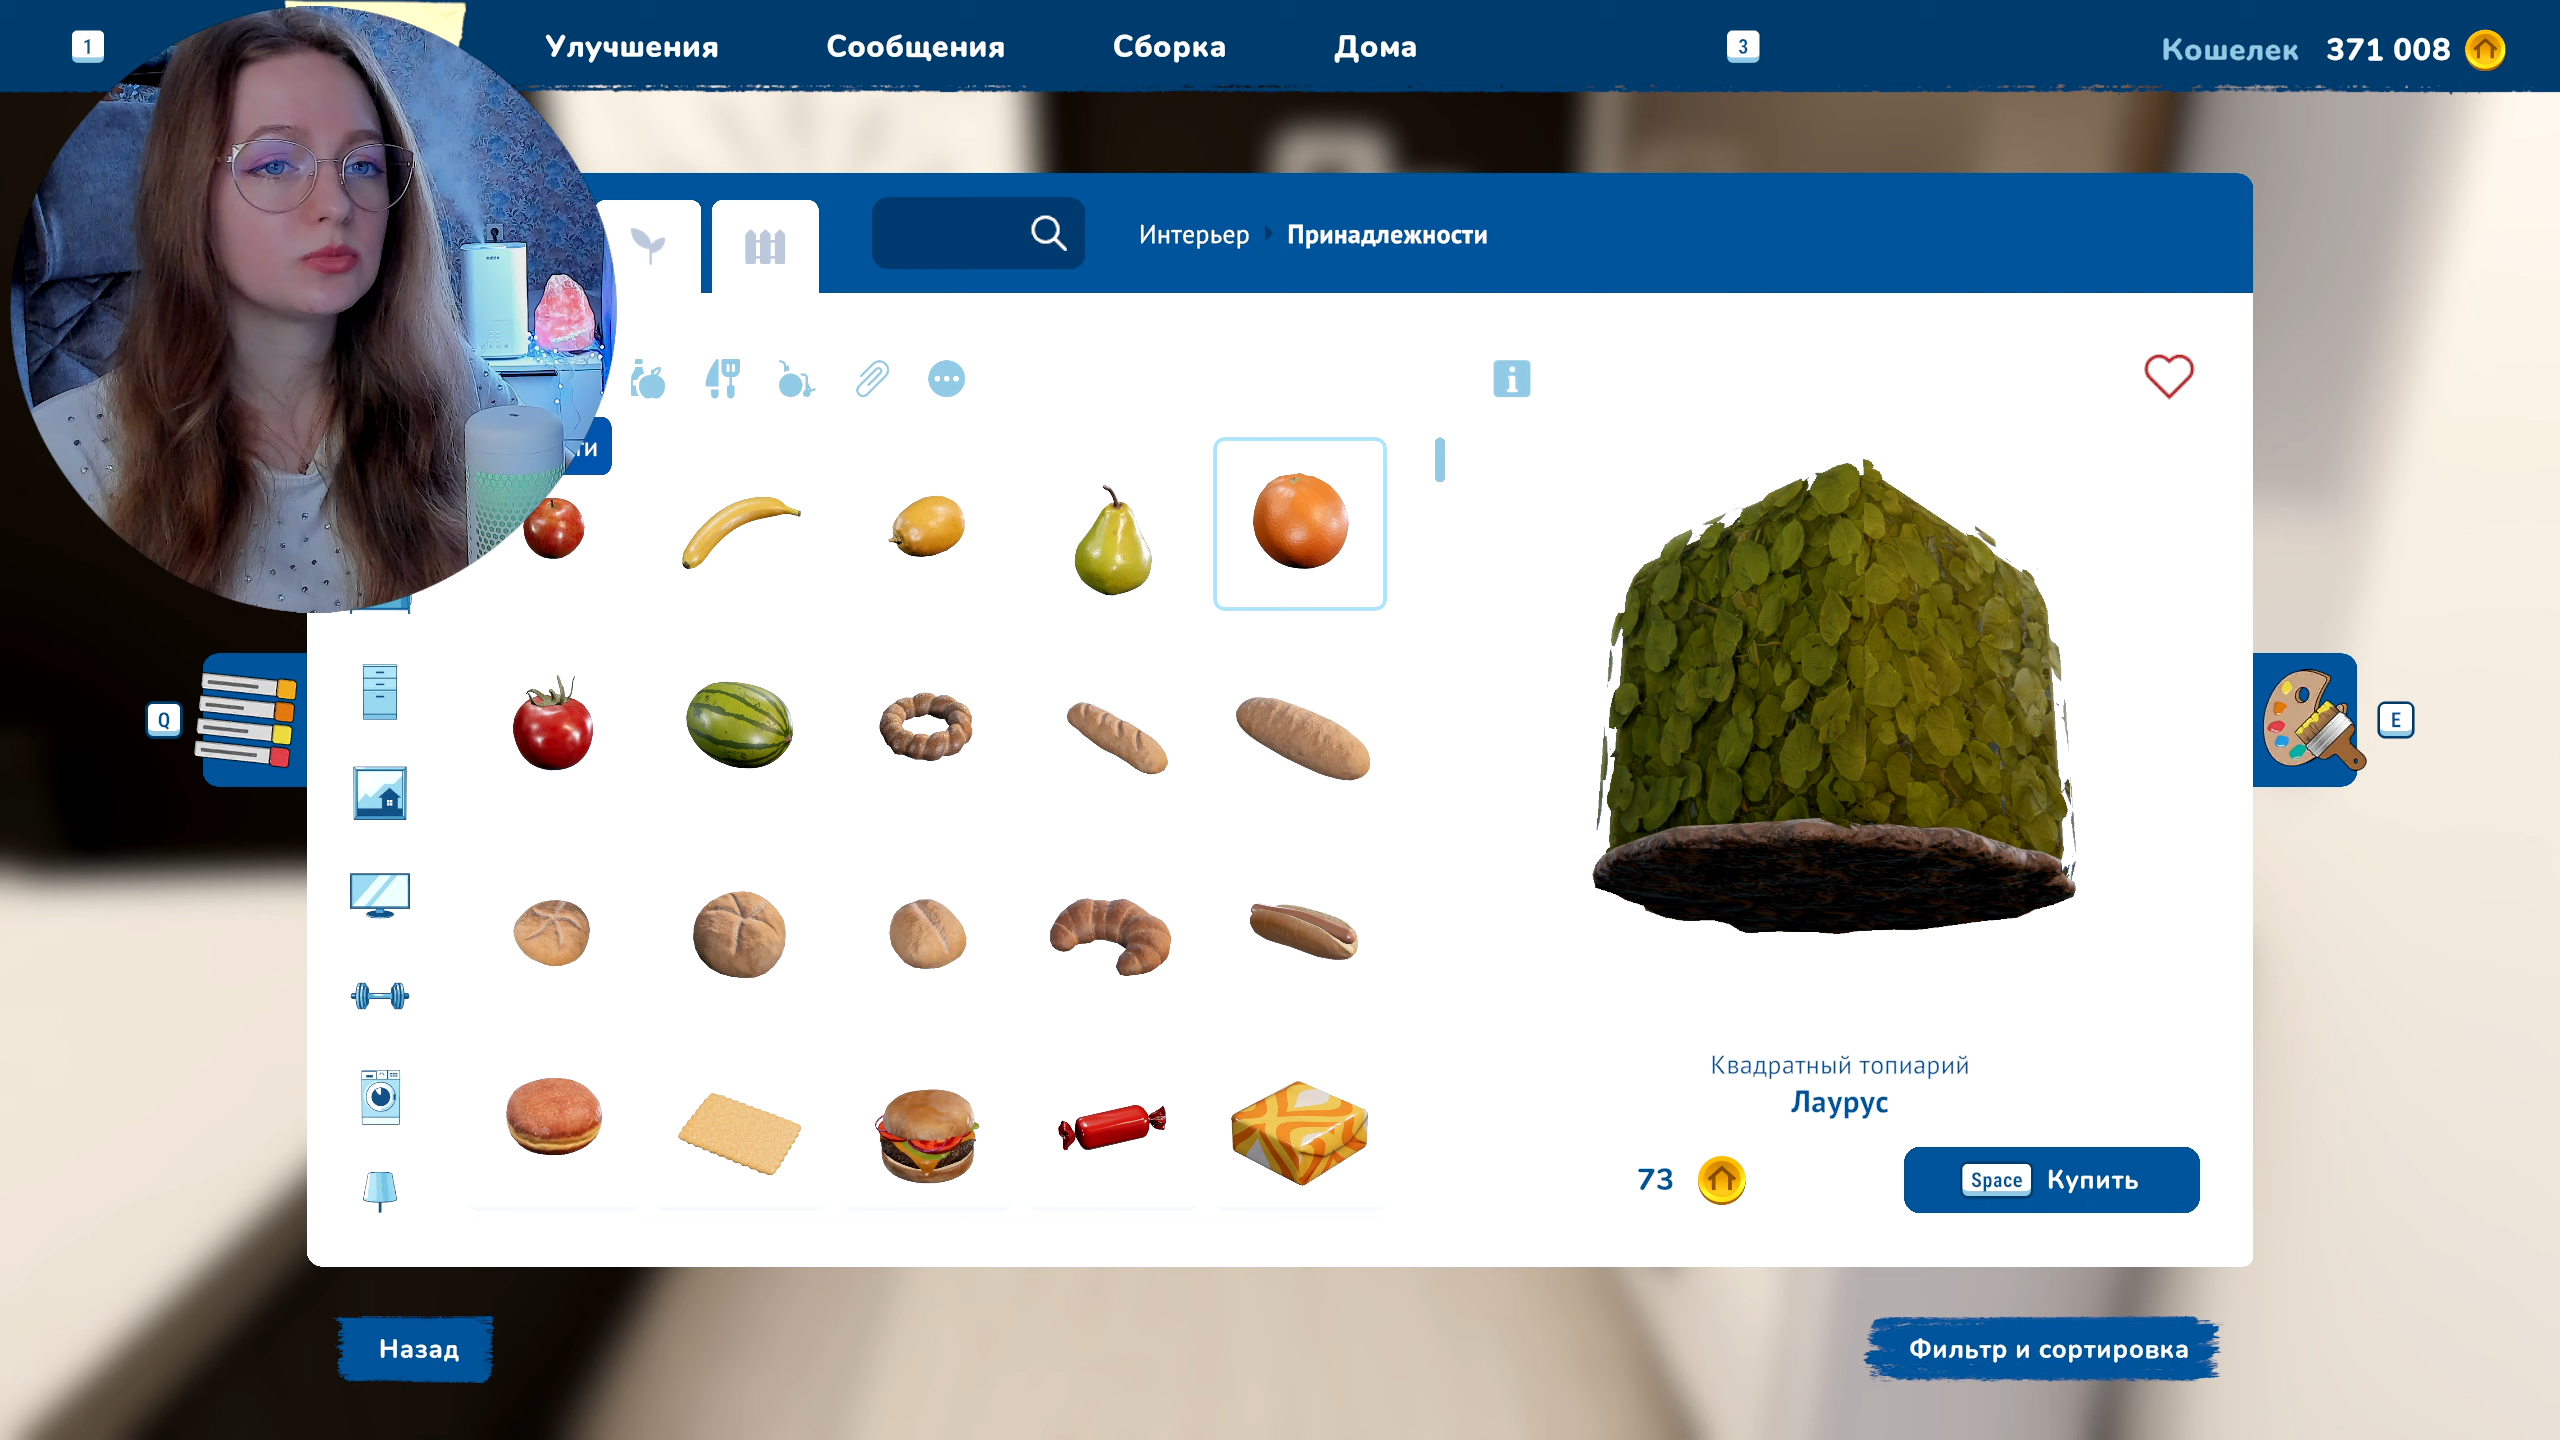 1
Улучшения
Сообщения
Сборка
Дома
3
Кошелек 371 008
Интерьер
Принадлежности
ти
Q
E
Квадратный топиарий
Лаурус
73
Space Купить
Назад
Фильтр и сортировка